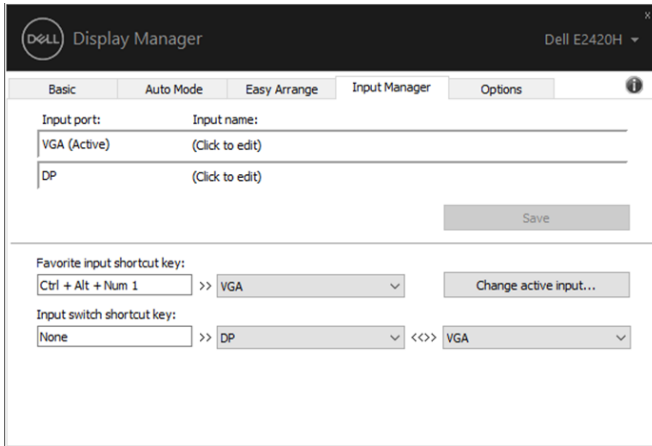 DELL Display Manager Dell E2420H
x
Basic Auto Mode Easy Arrange Input Manager Options i
Input port: Input name:
VGA (Active) (Click to edit)
DP (Click to edit)
Save
Favorite input shortcut key:
Ctrl + Alt + Num 1 >> VGA Change active input...
Input switch shortcut key:
None >> DP <<>> VGA